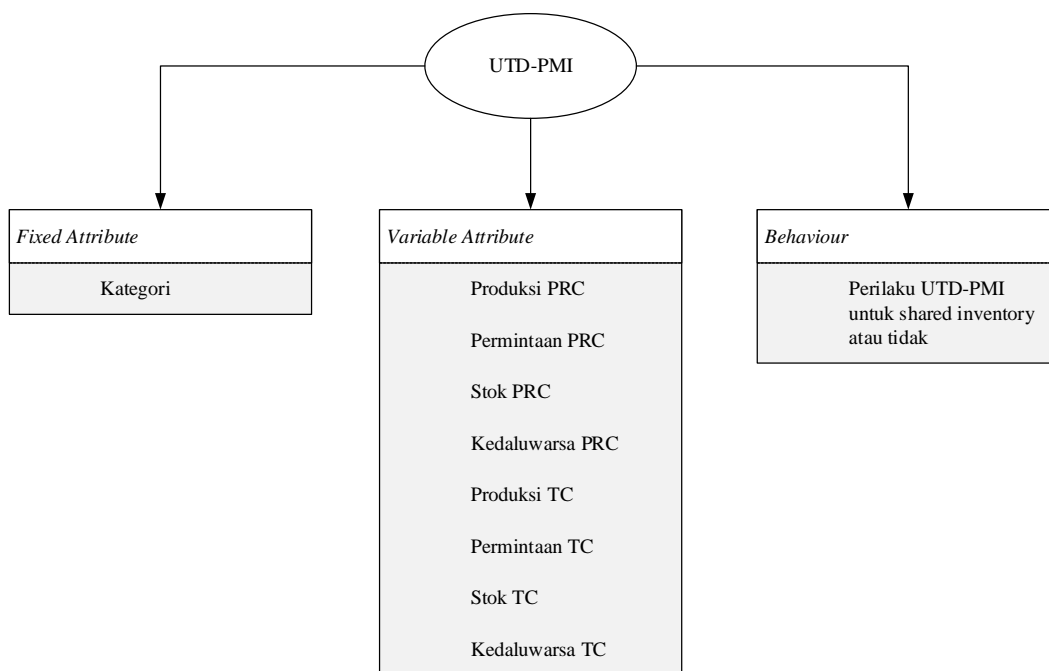 UTD-PMI
Fixed Attribute
Kategori
Variable Attribute
Produksi PRC
Permintaan PRC
Stok PRC
Kedaluwarsa PRC
Produksi TC
Permintaan TC
Stok TC
Kedaluwarsa TC
Behaviour
Perilaku UTD-PMI
untuk shared inventory
atau tidak